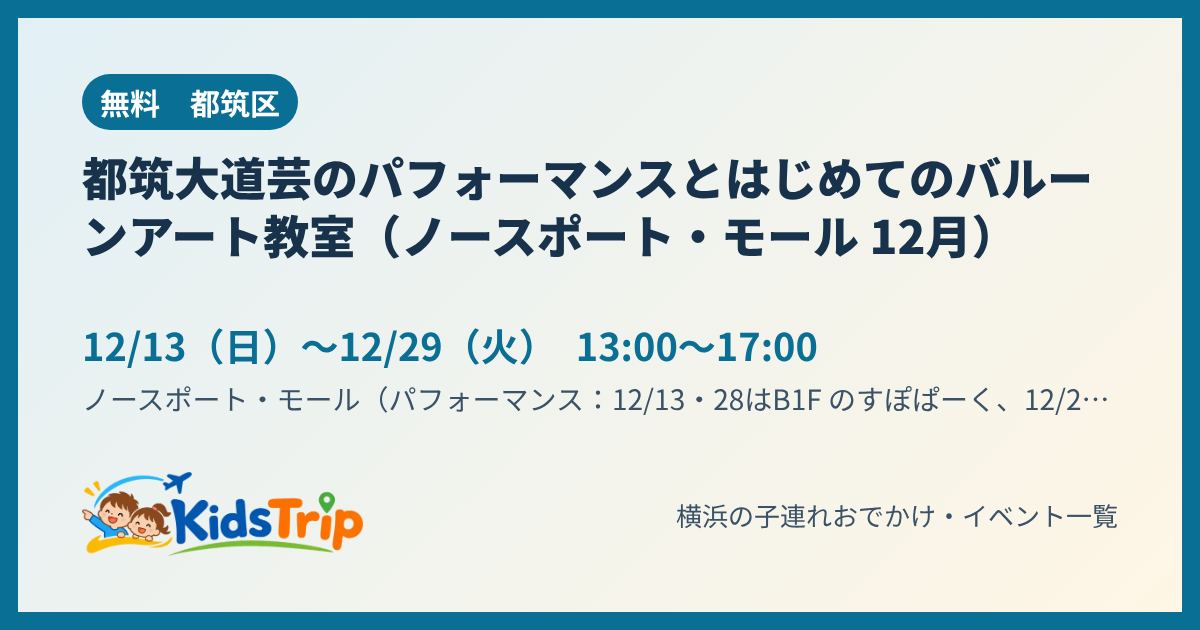 無料　都筑区
都筑大道芸のパフォーマンスとはじめてのバルー
ンアート教室（ノースポート・モール 12月）
12/13（日）〜12/29（火）　13:00〜17:00
ノースポート・モール（パフォーマンス：12/13・28はB1F のすぽぱーく、12/2…
KidsTrip
横浜の子連れおでかけ・イベント一覧